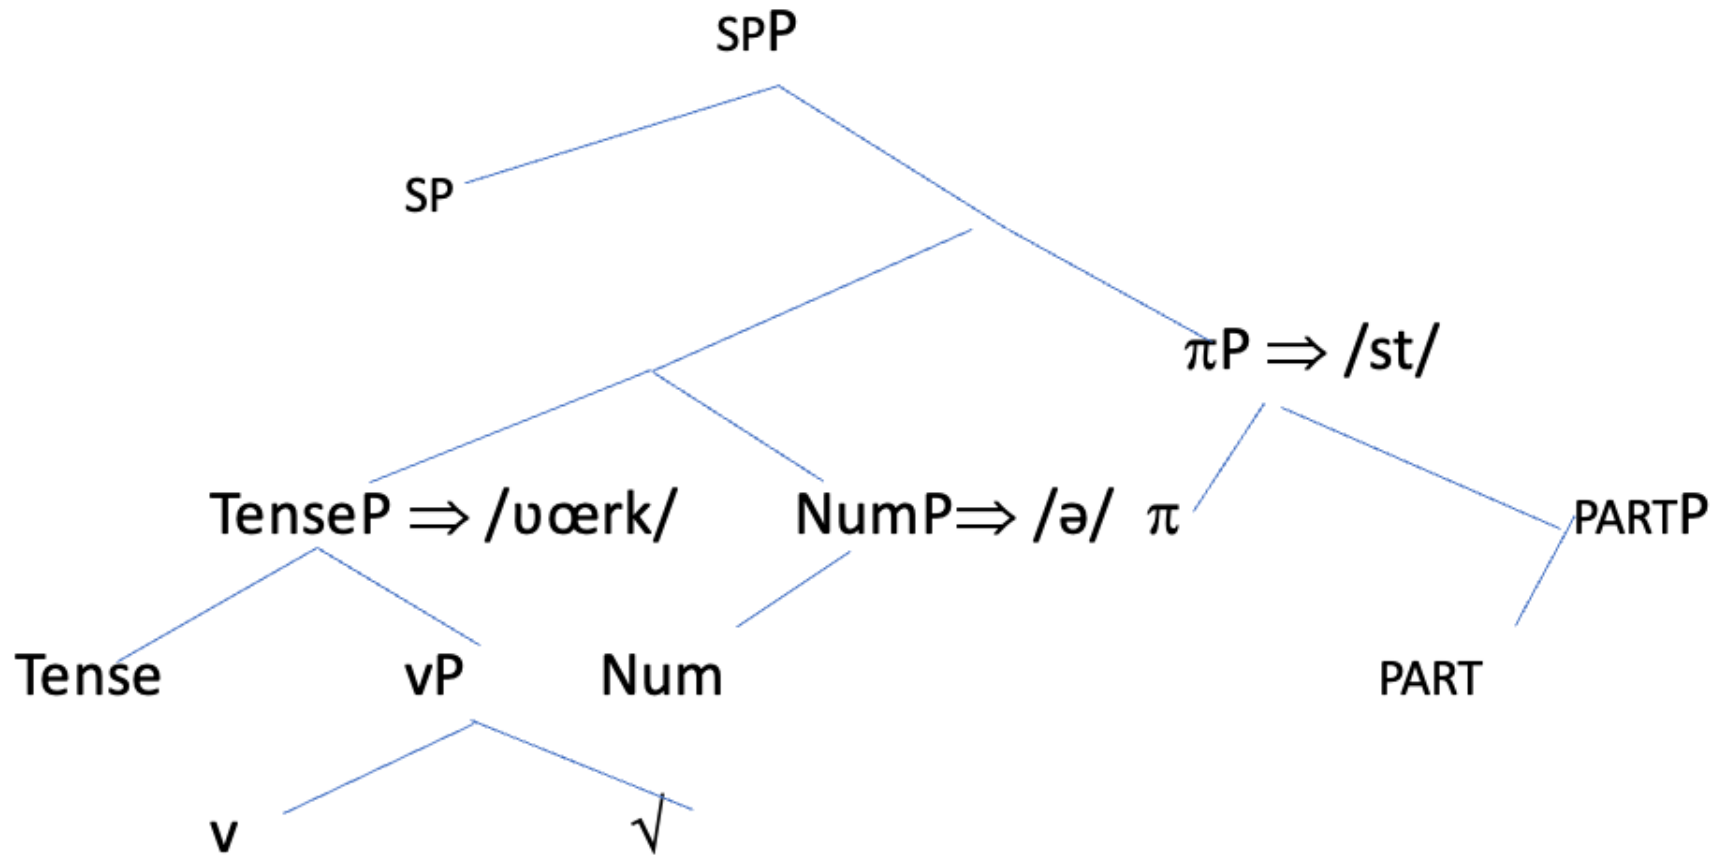 SPP
SP
πP ⇒ /st/
TenseP ⇒ /ʋœrk/ NumP⇒ /ə/ π PARTP
Tense vP Num PART
v √